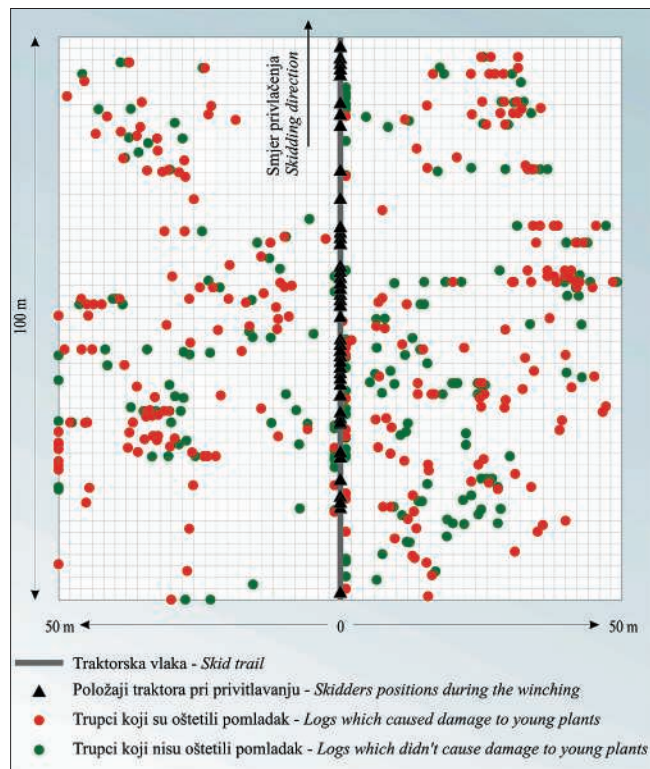 Smjer privlačenja
Skidding direction
100 m
50 m
0
50 m
Traktorska vlaka - Skid trail
Položaji traktora pri privitlavanju - Skidders positions during the winching
Trupci koji su oštetili pomladak - Logs which caused damage to young plants
Trupci koji nisu oštetili pomladak - Logs which didn't cause damage to young plants